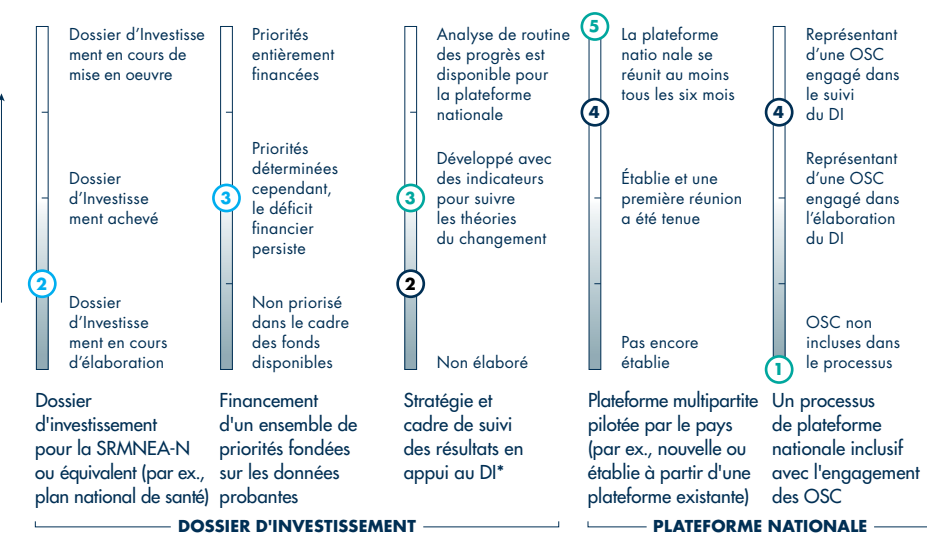 Dossier d'Investisse
ment en cours de
mise en oeuvre
Dossier
d'Investisse
ment achevé
2
Dossier
d'Investisse
ment en cours
d'élaboration
Dossier
d'investissement
pour la SRMNEA-N
ou équivalent (par ex.,
plan national de santé)
Priorités
entièrement
financées
Priorités
déterminées
cependant,
le déficit
financier
persiste
3
Non priorisé
dans le cadre
des fonds
disponibles
Financement
d'un ensemble de
priorités fondées
sur les données
probantes
Analyse de routine
des progrès est
disponible pour
la plateforme
nationale
Développé avec
des indicateurs
pour suivre
les théories
du changement
3
2
Non élaboré
Stratégie et
cadre de suivi
des résultats en
appui au DI*
5
La plateforme
natio nale se
réunit au moins
tous les six mois
4
Établie et une
première réunion
a été tenue
Pas encore
établie
Plateforme multipartite
pilotée par le pays
(par ex., nouvelle ou
établie à partir d'une
plateforme existante)
Représentant
d'une OSC
engagé dans
le suivi
du DI
4
Représentant
d'une OSC
engagé dans
l'élaboration
du DI
OSC non
incluses dans
le processus
1
Un processus
de plateforme
nationale inclusif
avec l'engagement
des OSC
DOSSIER D'INVESTISSEMENT
PLATEFORME NATIONALE